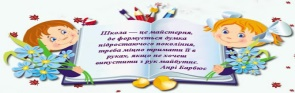 Школа — це майстерня,
де формується думка
підростаючого покоління,
треба міцно тримати її в
руках, якщо не хочеш
випустити з рук майбутнє.
Анрі Барбюс